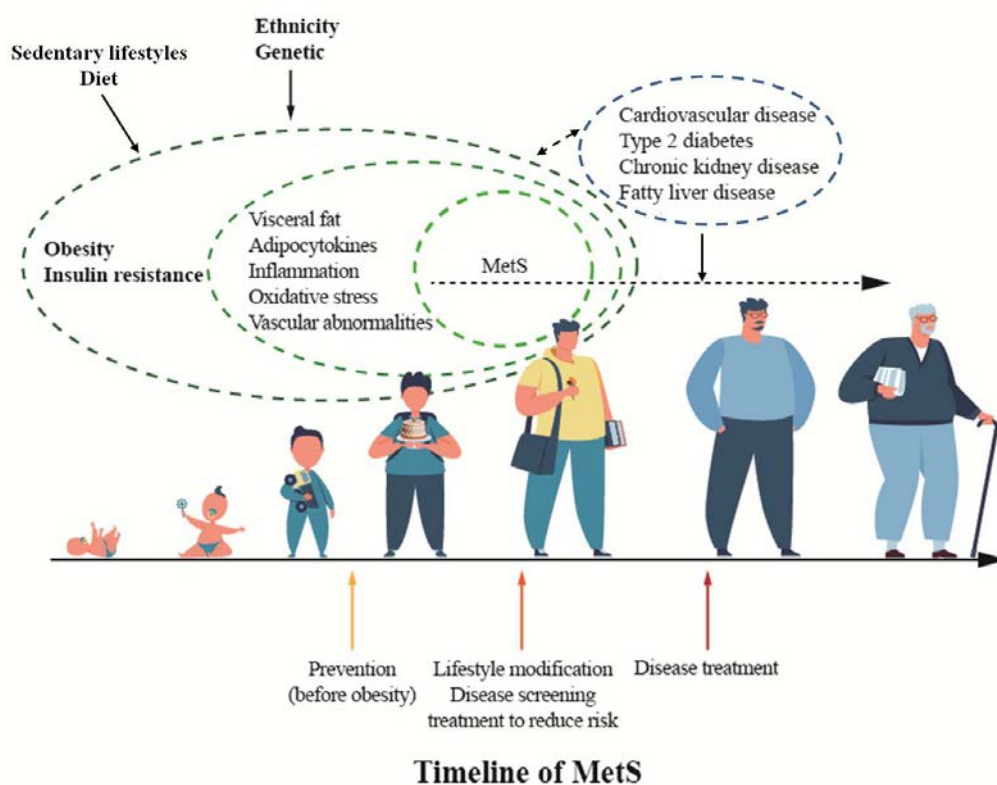 Ethnicity
Genetic
Sedentary lifestyles
Diet
Cardiovascular disease
Type 2 diabetes
Chronic kidney disease
Fatty liver disease
Obesity
Insulin resistance
Visceral fat
Adipocytokines
Inflammation
Oxidative stress
Vascular abnormalities
MetS
Prevention
(before obesity)
Lifestyle modification
Disease screening
treatment to reduce risk
Disease treatment
Timeline of MetS